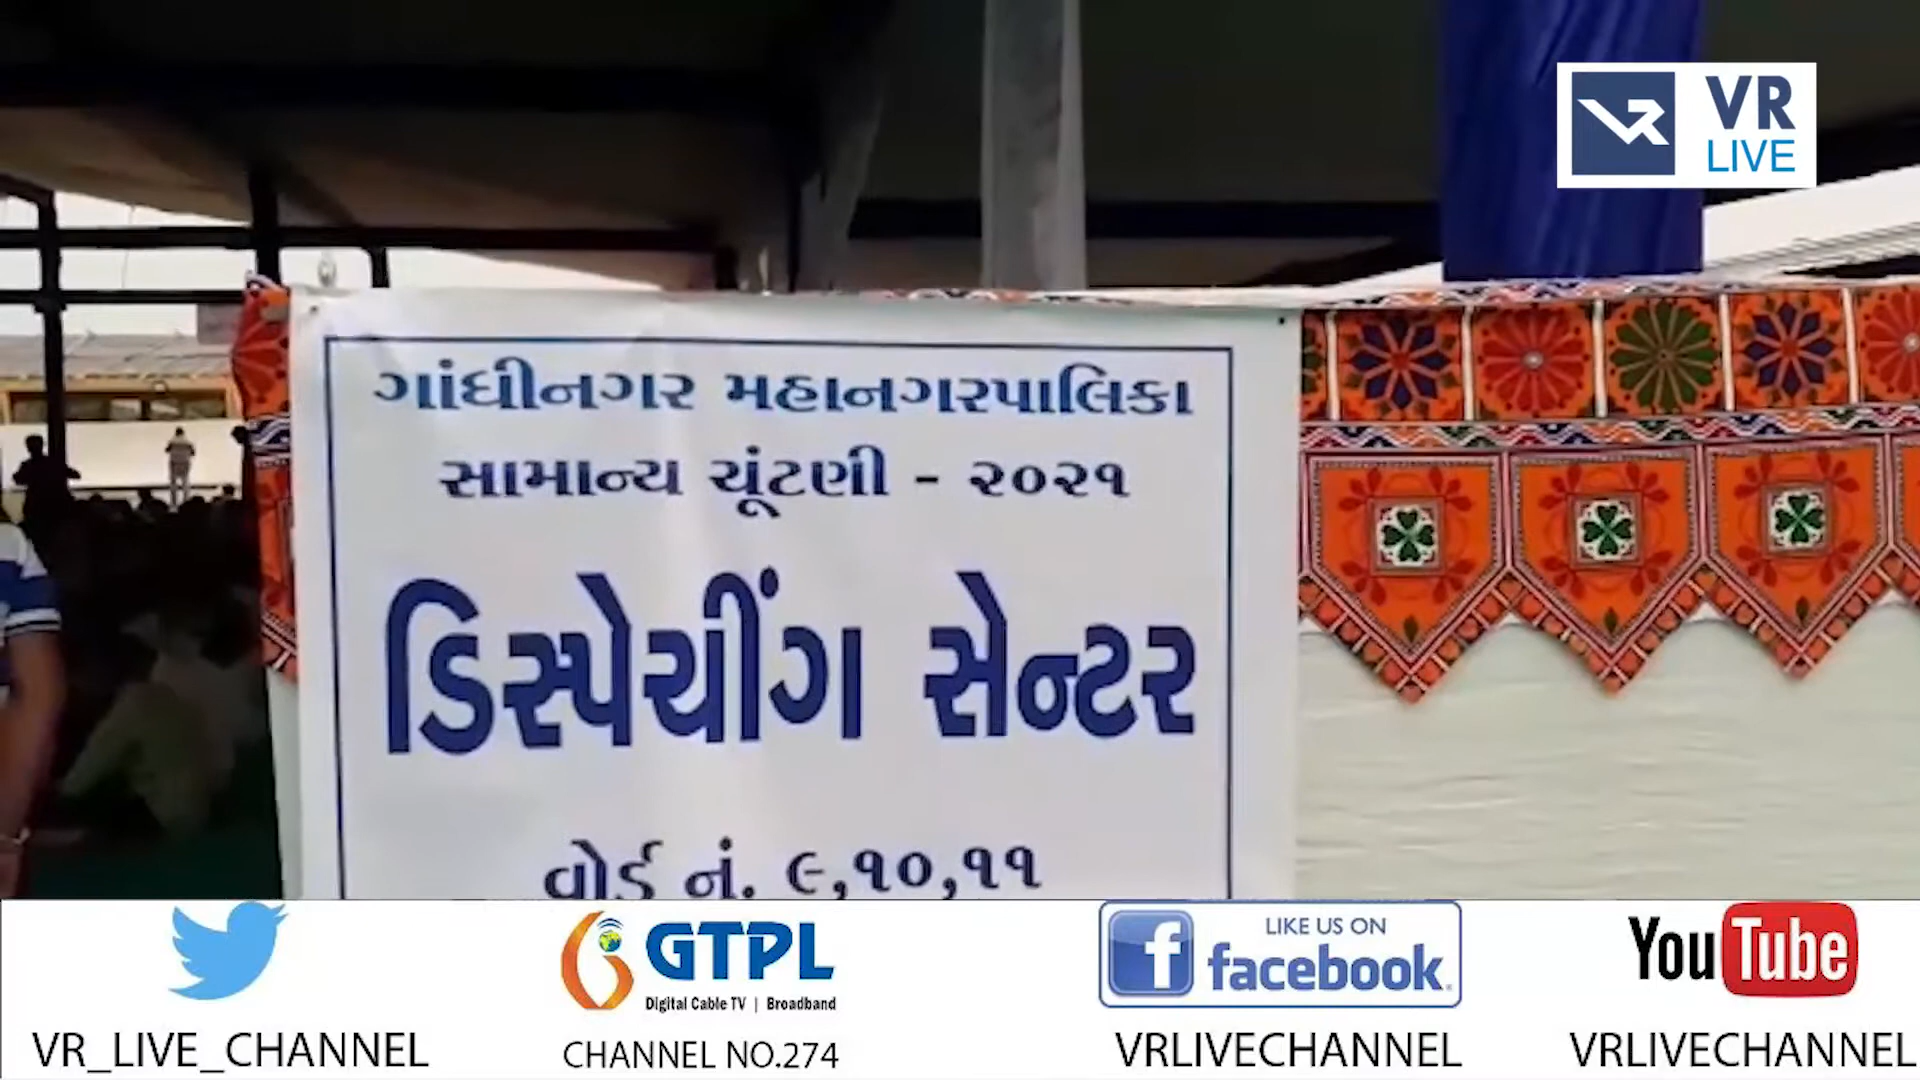 VR
LIVE
ગાંધીનગર મહાનગરપાલિકા
સામાન્ય ચૂંટણી - ૨૦૨૧
ડિસ્પેચીંગ સેન્ટર
વોર્ડ નં. ૯,૧૦,૧૧
GTPL
Digital Cable TV | Broadband
LIKE US ON
facebook.
YouTube
VR_LIVE_CHANNEL
CHANNEL NO.274
VRLIVECHANNEL
VRLIVECHANNEL